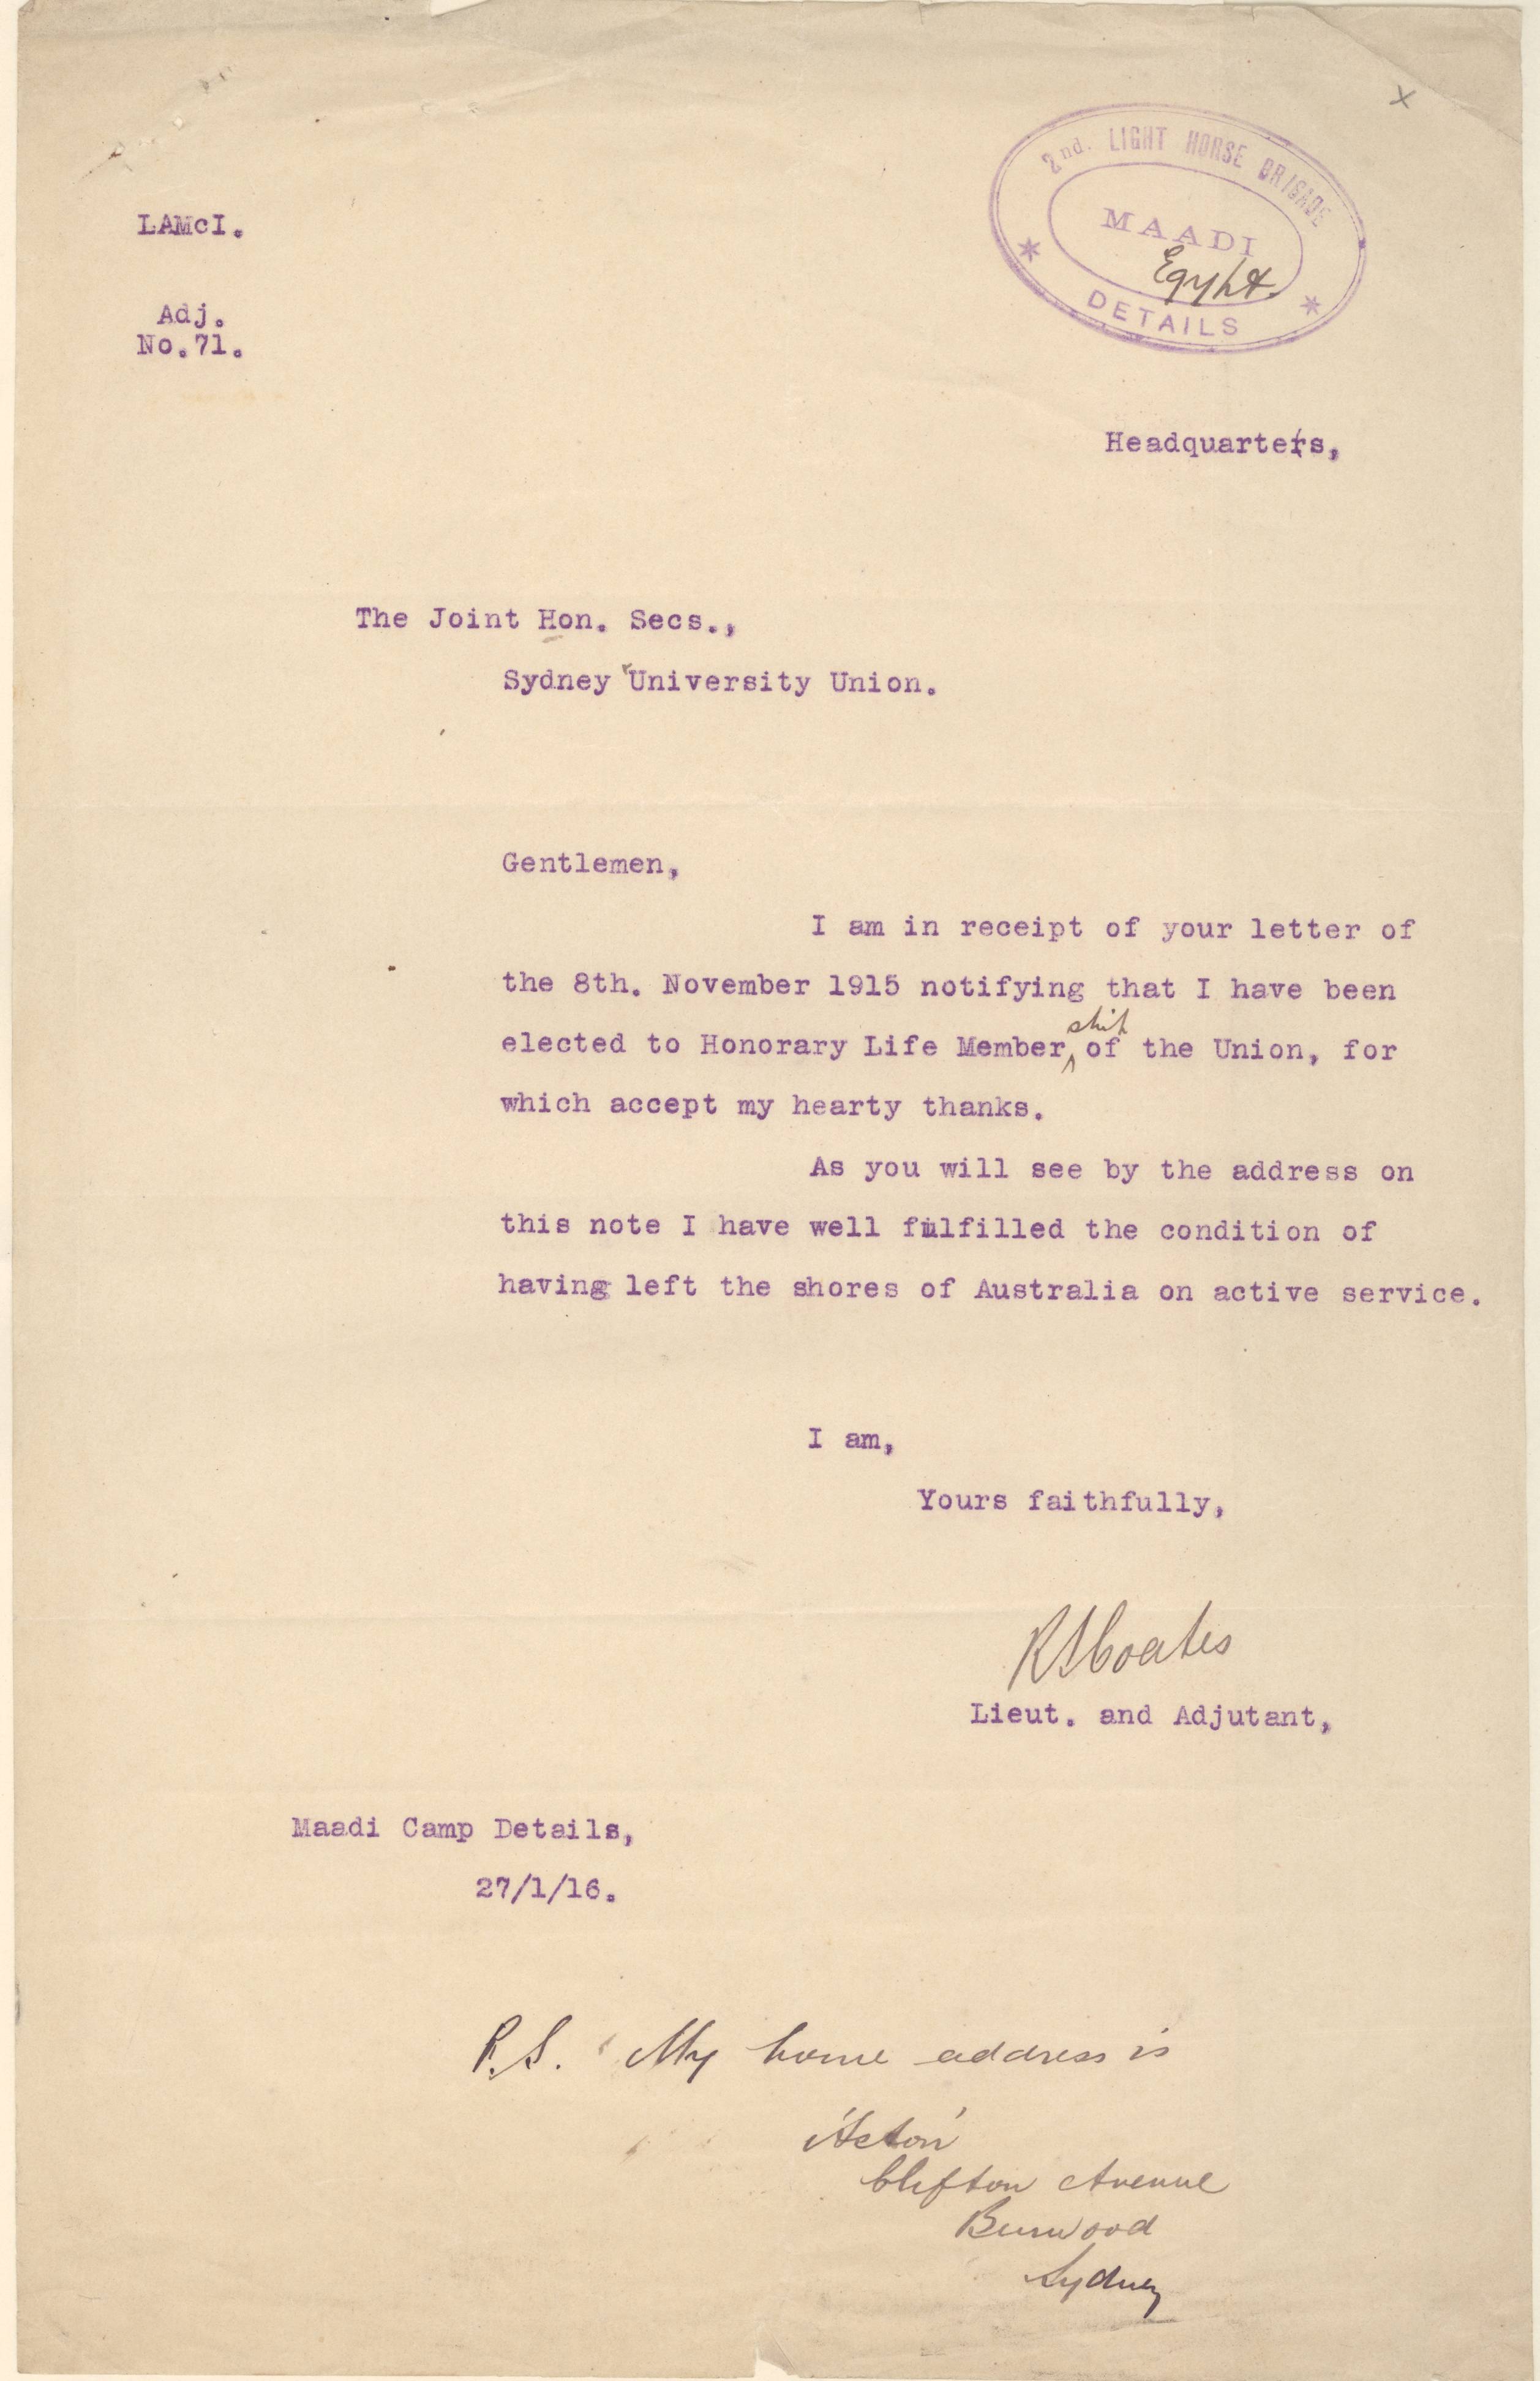 x
2nd. LIGHT HORSE BRIGADE
MAADI
Egypt.
* DETAILS *
LAMcI.
Adj.
No.71.
Headquarters,
The Joint Hon. Secs.,
Sydney University Union.
Gentlemen,
I am in receipt of your letter of
the 8th. November 1915 notifying that I have been
elected to Honorary Life Membership of the Union, for
which accept my hearty thanks.
As you will see by the address on
this note I have well fulfilled the condition of
having left the shores of Australia on active service.
I am,
Yours faithfully,
Coates
Lieut. and Adjutant,
Maadi Camp Details,
27/1/16.
P.S. My home address is
'Acton'
Clifton Avenue
Burwood
Sydney